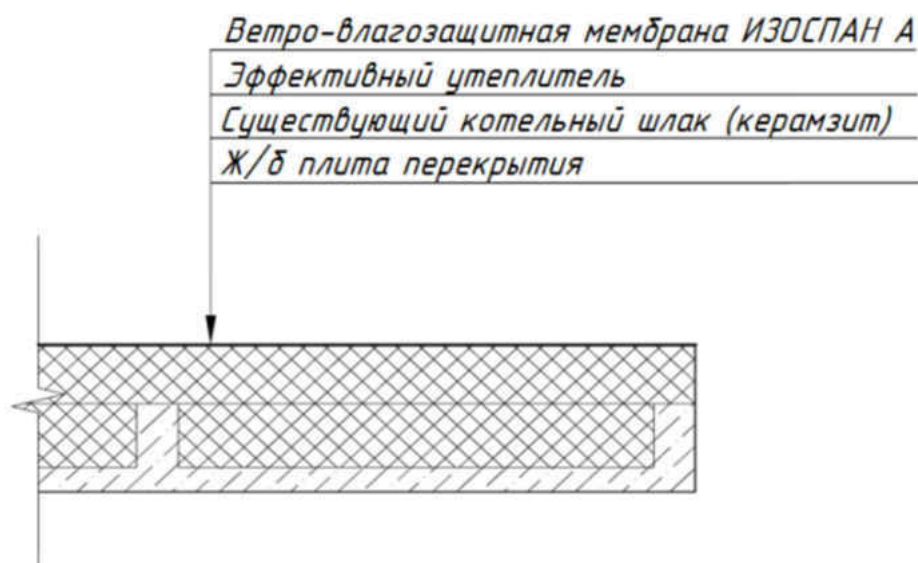 Ветро-влагозащитная мембрана ИЗОСПАН А
Эффективный утеплитель
Существующий котельный шлак (керамзит)
Ж/б плита перекрытия